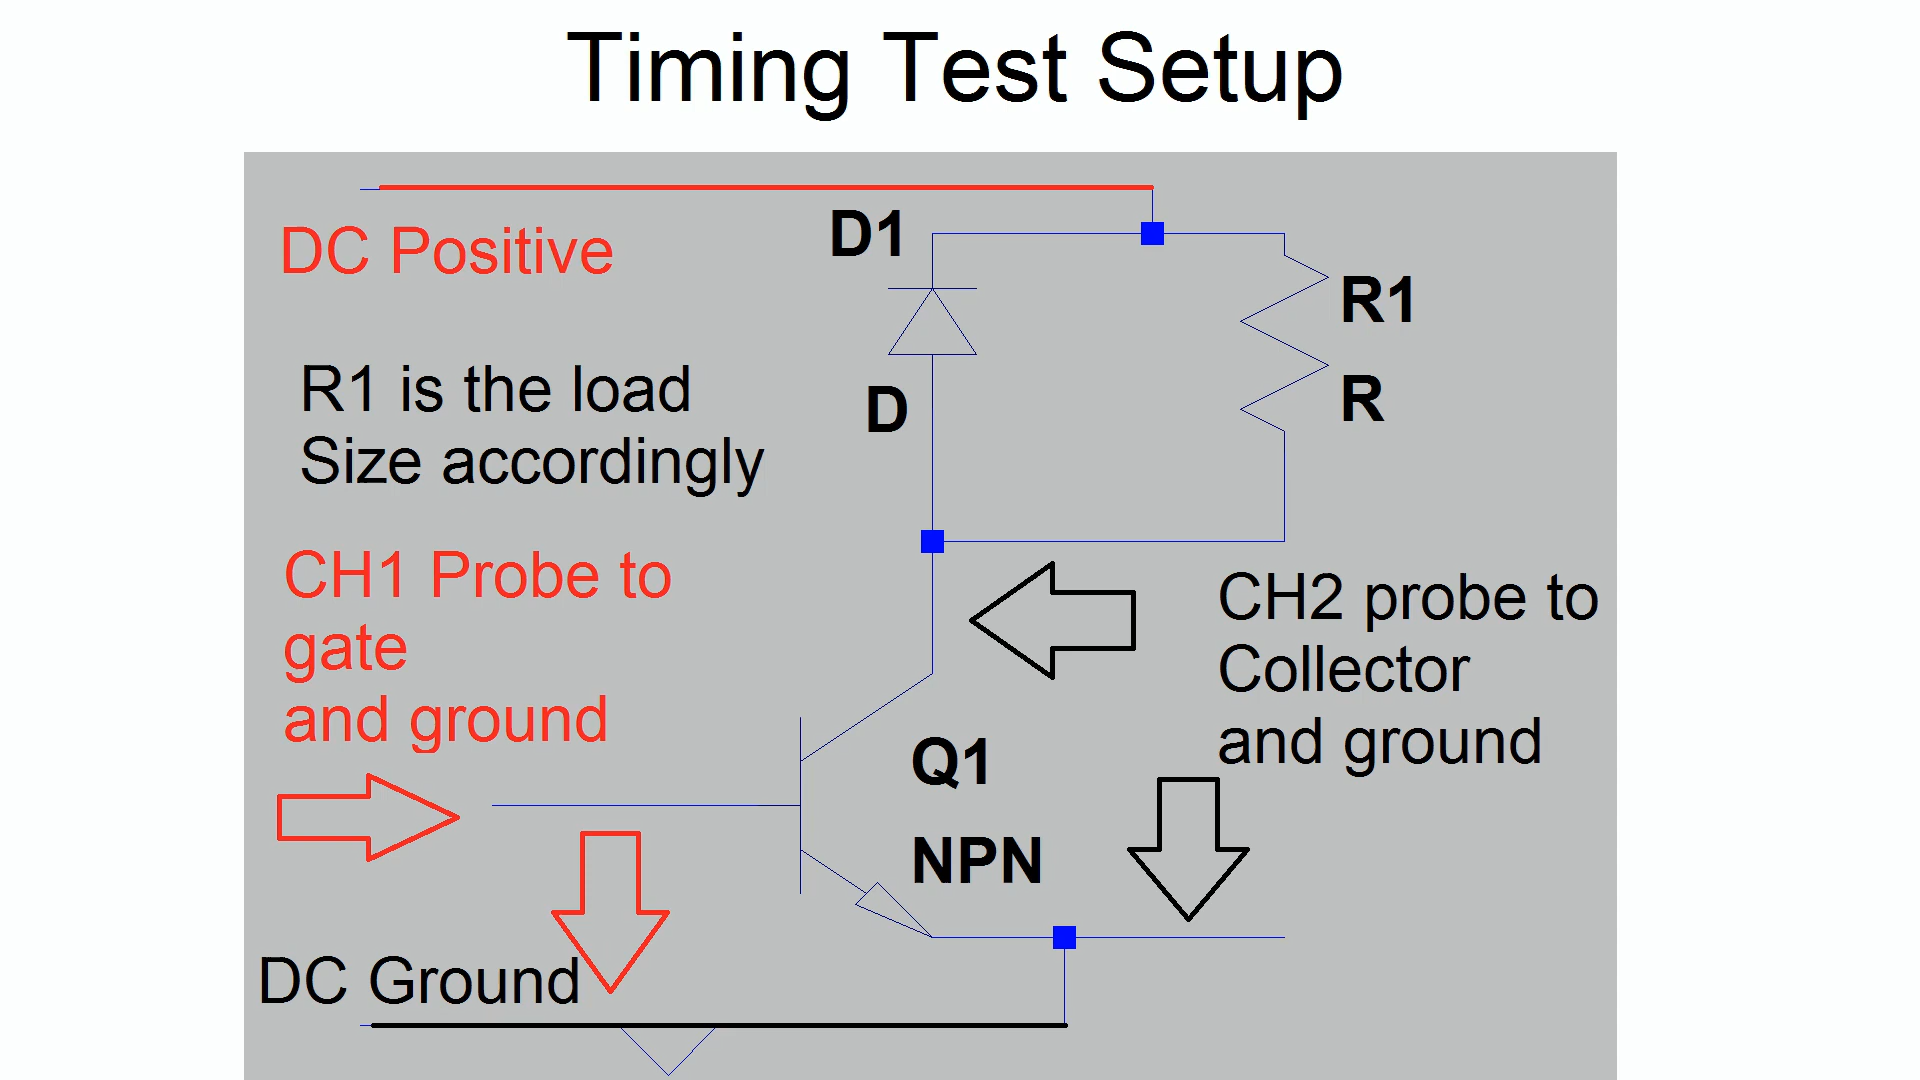 Timing Test Setup
DC Positive
D1
R1
R
R1 is the load
Size accordingly
D
CH1 Probe to
gate
and ground
CH2 probe to
Collector
and ground
Q1
NPN
DC Ground